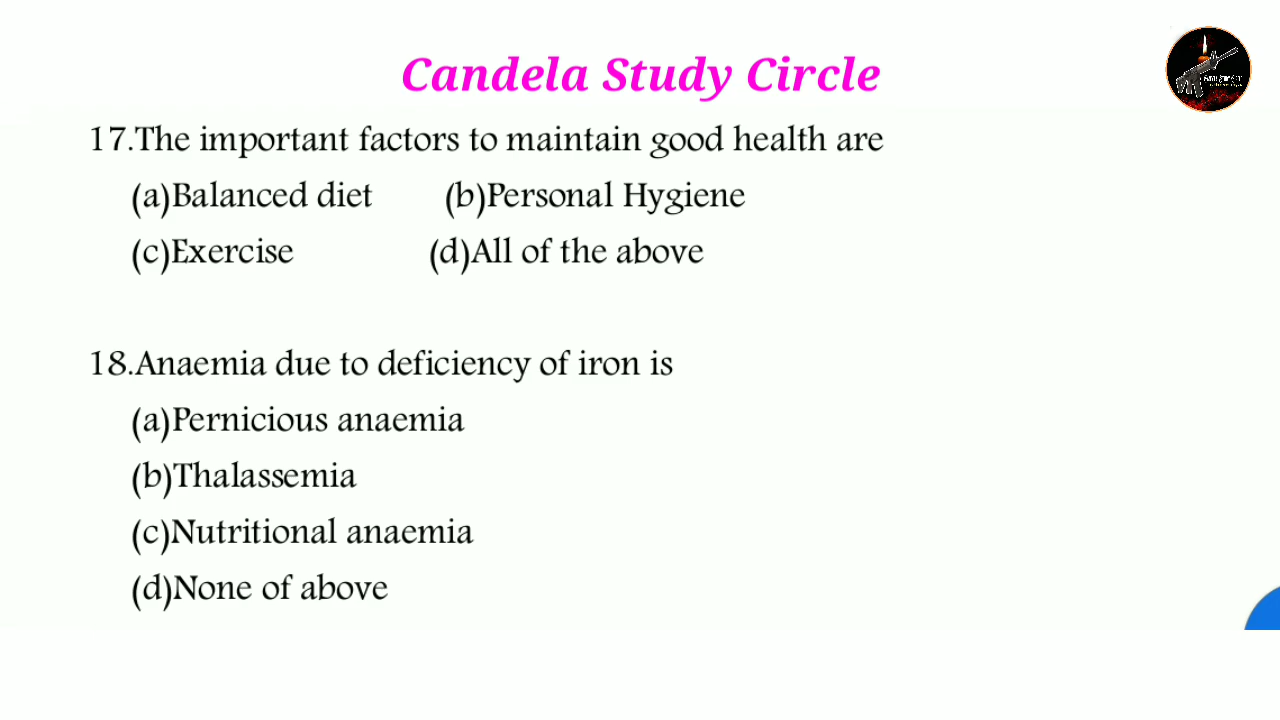 Candela Study Circle
17.The important factors to maintain good health are
(a)Balanced diet (b)Personal Hygiene
(c)Exercise (d)All of the above
18.Anaemia due to deficiency of iron is
(a)Pernicious anaemia
(b)Thalassemia
(c)Nutritional anaemia
(d)None of above